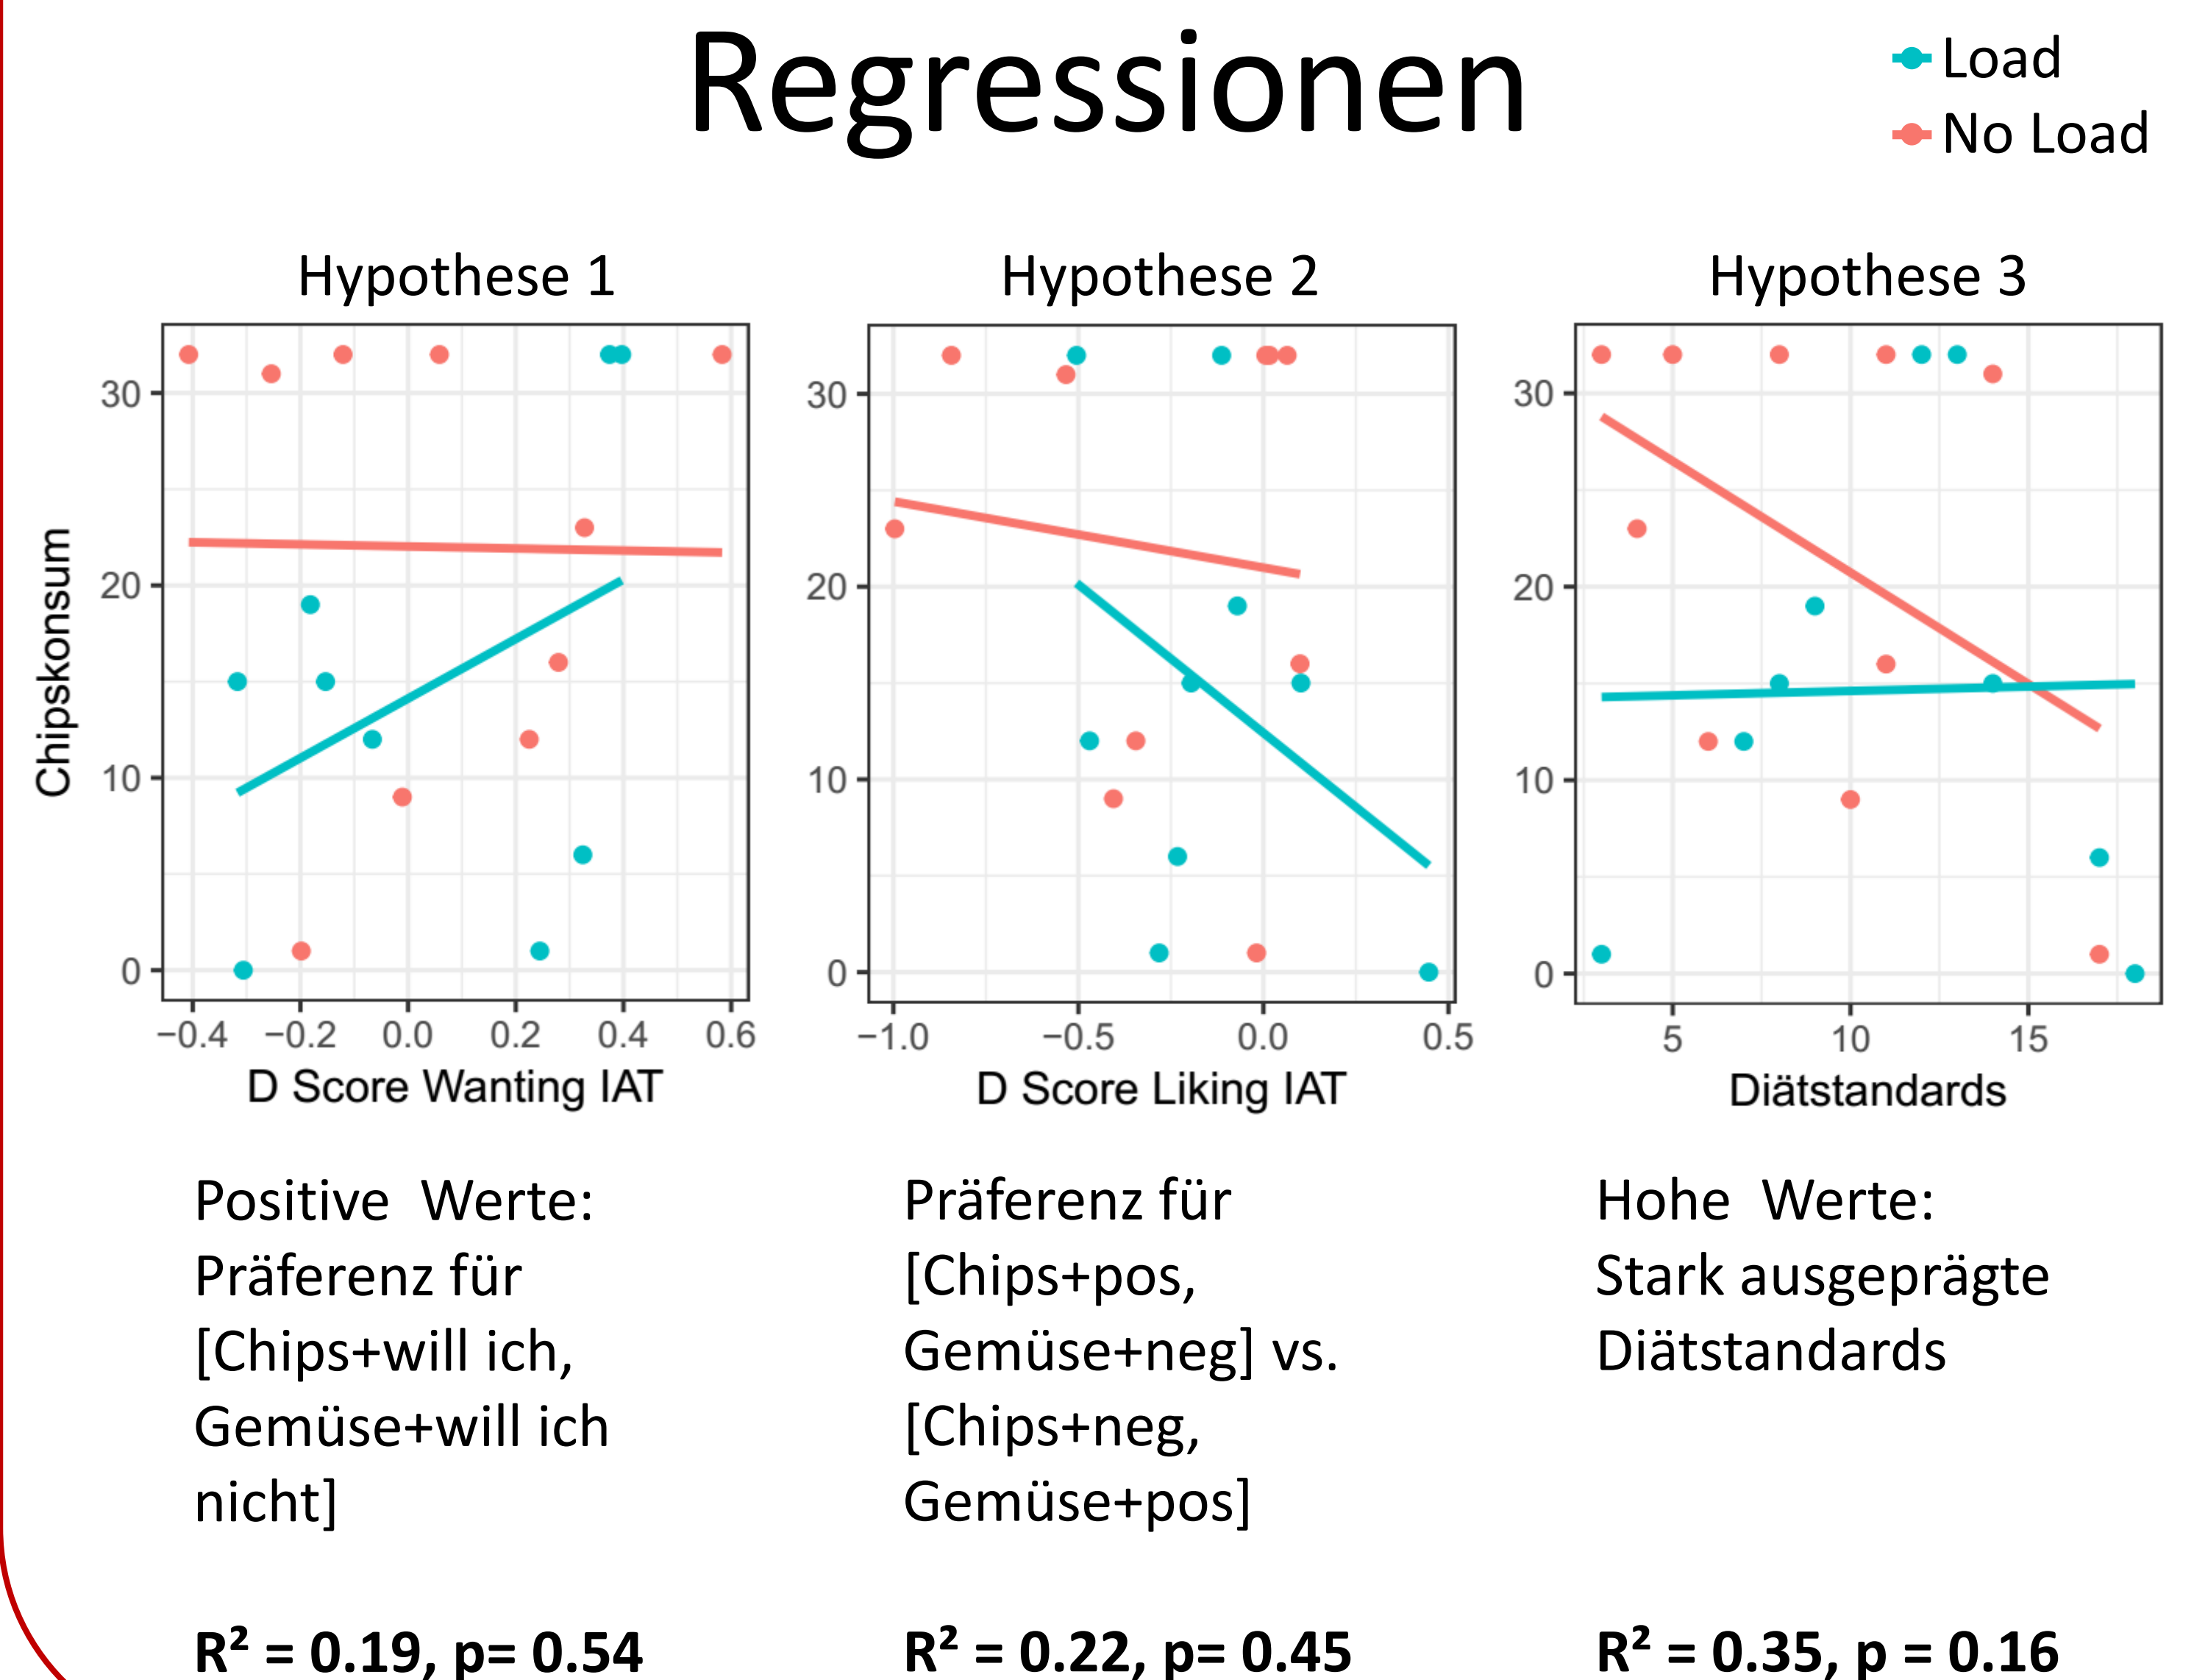 Regressionen
Load
No Load
Hypothese 1
Hypothese 2
Hypothese 3
Chipskonsum
30
20
10
0
−0.4 −0.2 0.0 0.2 0.4 0.6
D Score Wanting IAT
30
20
10
0
−1.0 −0.5 0.0 0.5
D Score Liking IAT
30
20
10
0
5 10 15
Diätstandards
Positive Werte:
Präferenz für
[Chips+will ich,
Gemüse+will ich
nicht]
Präferenz für
[Chips+pos,
Gemüse+neg] vs.
[Chips+neg,
Gemüse+pos]
Hohe Werte:
Stark ausgeprägte
Diätstandards
R² = 0.19, p= 0.54
R² = 0.22, p= 0.45
R² = 0.35, p = 0.16